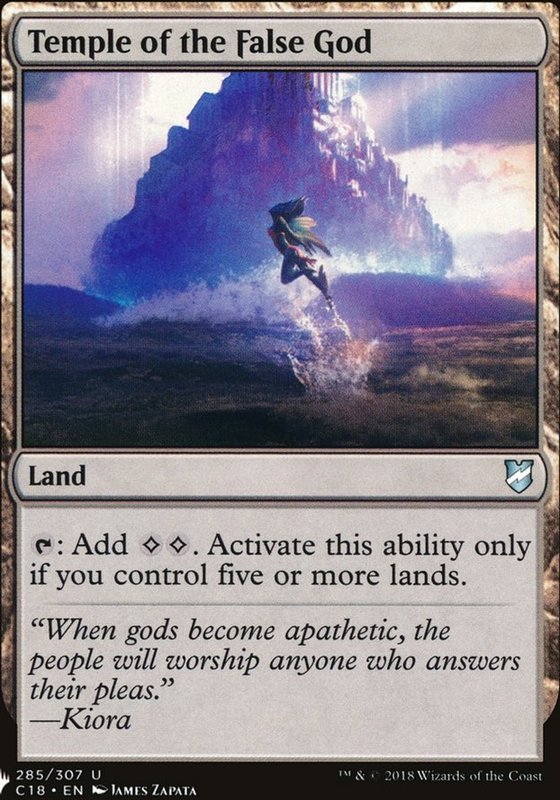 Temple of the False God
Land
: Add . Activate this ability only
if you control five or more lands.
“When gods become apathetic, the
people will worship anyone who answers
their pleas.”
—Kiora
285/307 U
C18 • EN James Zapata
™ & © 2018 Wizards of the Coast